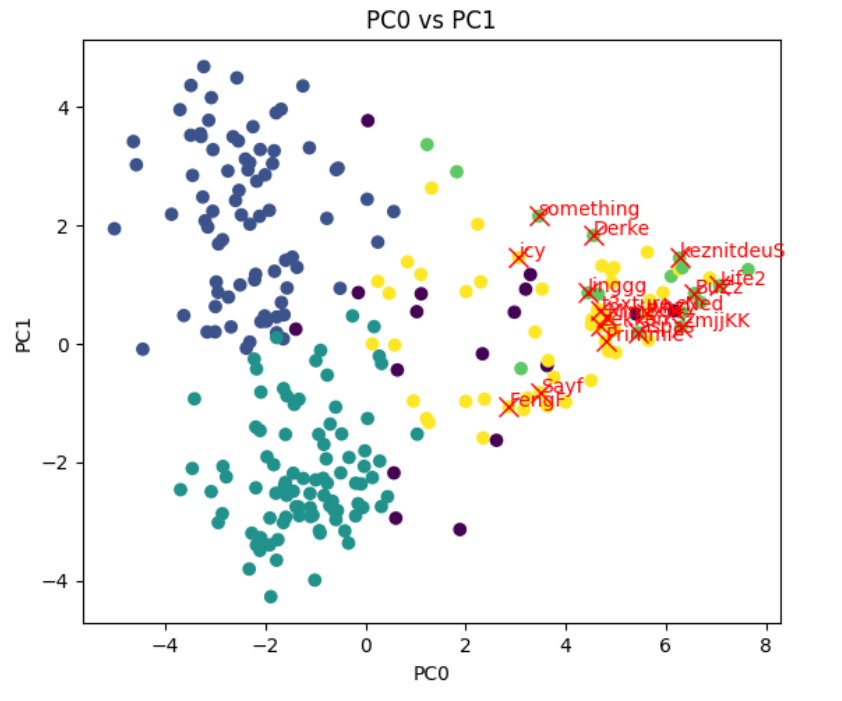 PC0 vs PC1
4
2
0
−2
−4
PC1
something
Derke
icy
keznitdeuS
life2
BuZz
jinggg
ZmjjKK
Sayf
FengF
−4
−2
0
2
4
6
8
PC0